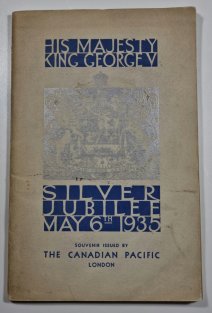 HIS MAJESTY
KING GEORGE V
SILVER
JUBILEE
MAY 6TH 1935
SOUVENIR ISSUED BY
THE CANADIAN PACIFIC
LONDON